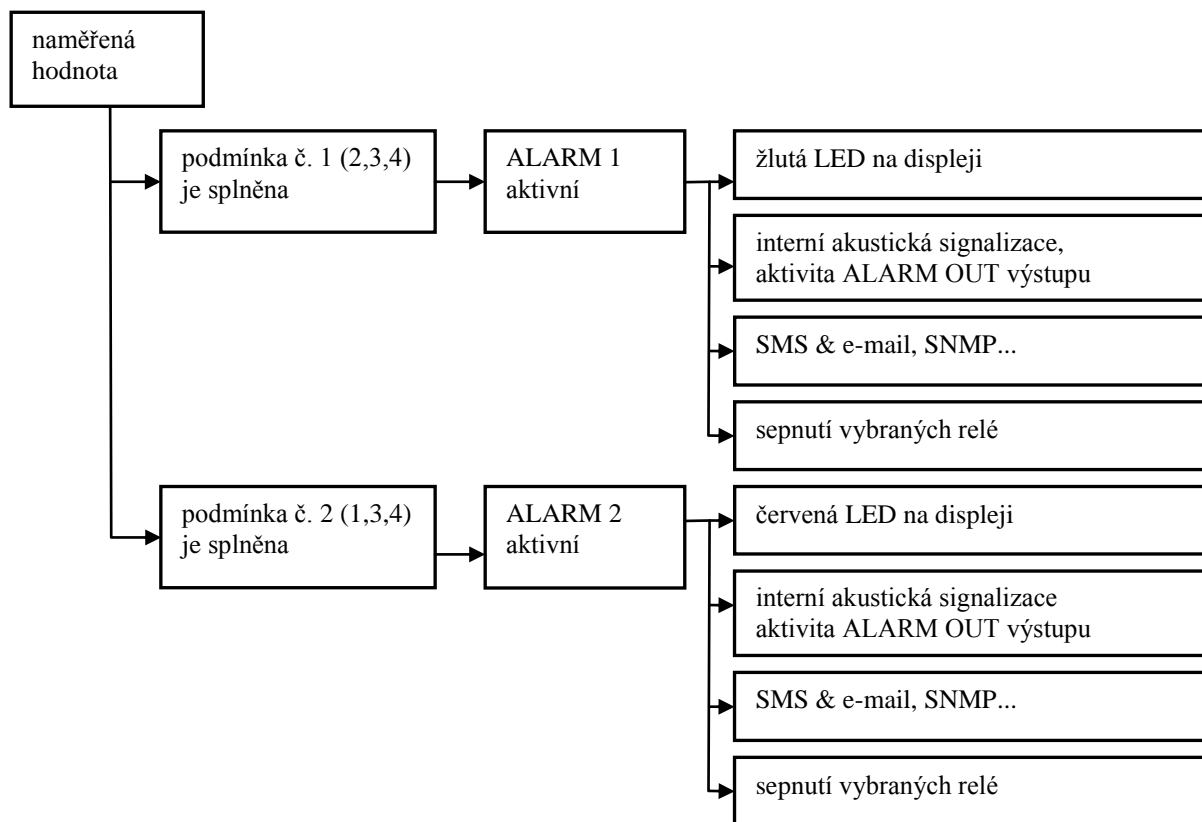 naměřená
hodnota
podmínka č. 1 (2,3,4)
je splněna
ALARM 1
aktivní
žlutá LED na displeji
interní akustická signalizace,
aktivita ALARM OUT výstupu
SMS & e-mail, SNMP...
sepnutí vybraných relé
podmínka č. 2 (1,3,4)
je splněna
ALARM 2
aktivní
červená LED na displeji
interní akustická signalizace
aktivita ALARM OUT výstupu
SMS & e-mail, SNMP...
sepnutí vybraných relé